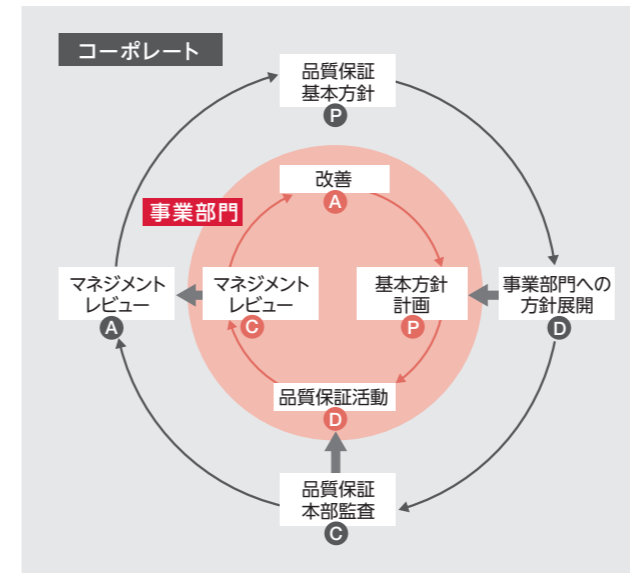 コーポレート
品質保証
基本方針
P
改善
A
事業部門
マネジメント
レビュー
A
マネジメント
レビュー
C
基本方針
計画
P
事業部門への
方針展開
D
品質保証活動
D
品質保証
本部監査
C